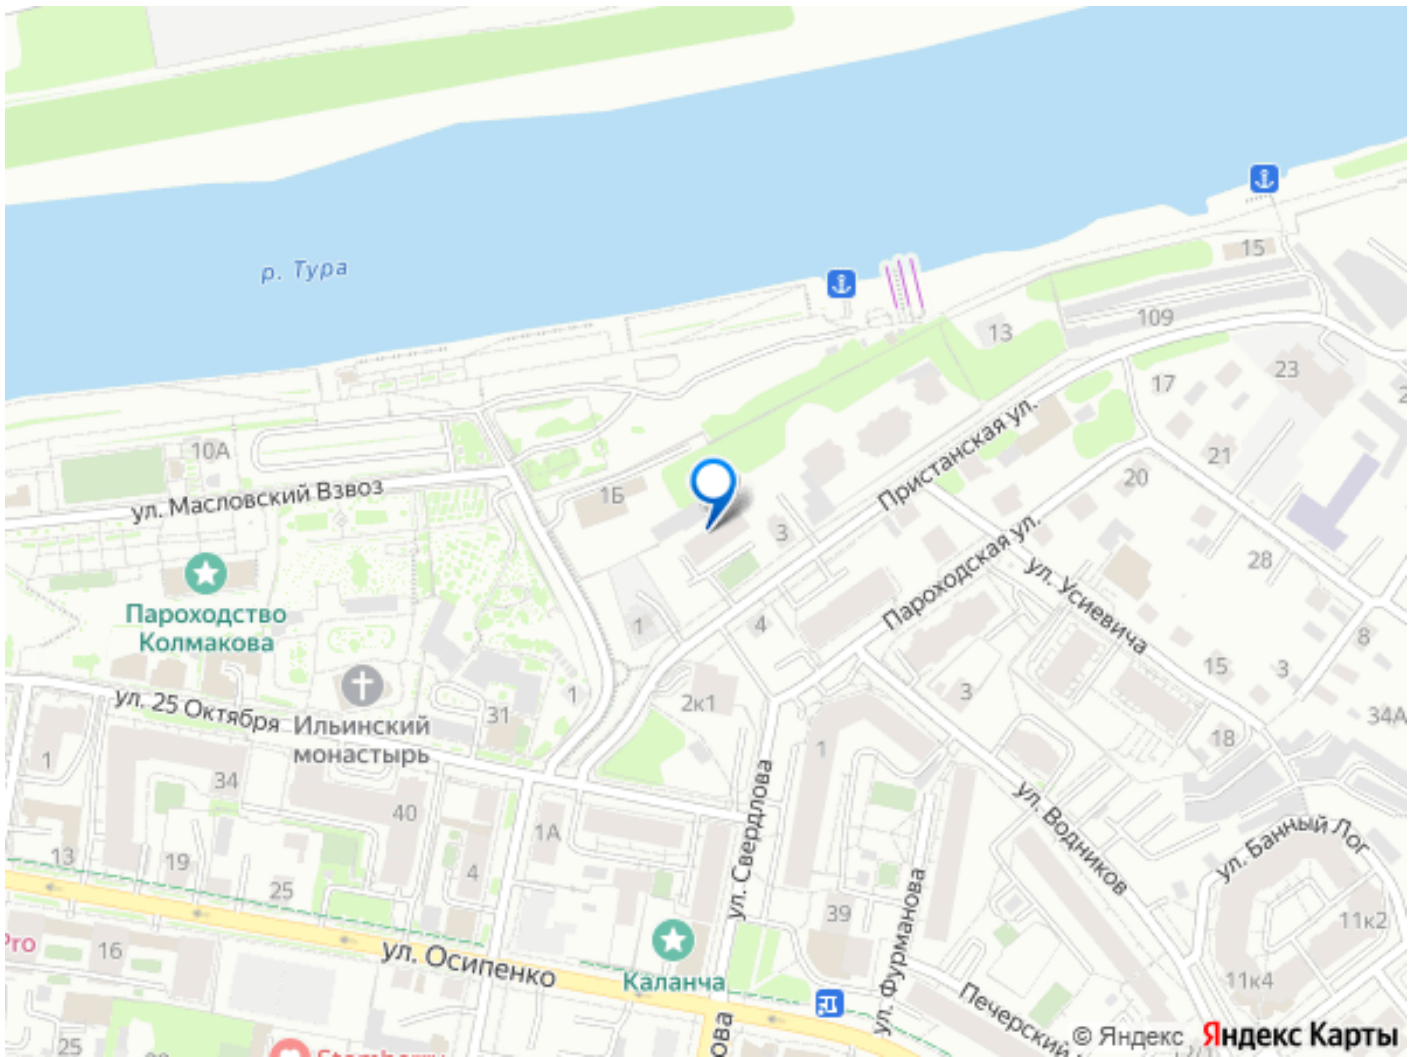 р. Тура
15
109
13
17
23
10А
ул. Масловский Взвоз
1Б
Пристанская ул.
21
20
3
28
Пароходская ул.
ул. Усиевича
Пароходство
Колмакова
1
4
8
15
3
3
ул. 25 Октября
Ильинский
монастырь
31
1
2к1
34А
18
1
1
34
40
ул. Свердлова
ул. Водников
1А
ул. Банный Лог
13
19
25
4
ул. Фурманова
39
11к2
Pro
16
ул. Осипенко
Каланча
11к4
Печерский
25
ова
© Яндекс
Яндекс Карты